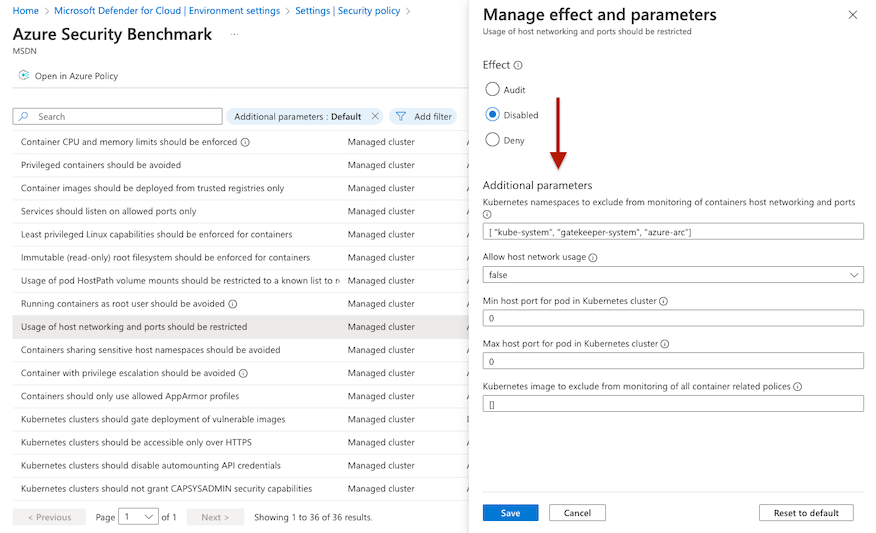 Home > Microsoft Defender for Cloud | Environment settings > Settings | Security policy >
Azure Security Benchmark ...
MSDN
Open in Azure Policy
Search
Additional parameters : Default
Add filter
Container CPU and memory limits should be enforced Managed cluster
Privileged containers should be avoided Managed cluster
Container images should be deployed from trusted registries only Managed cluster
Services should listen on allowed ports only Managed cluster
Least privileged Linux capabilities should be enforced for containers Managed cluster
Immutable (read-only) root filesystem should be enforced for containers Managed cluster
Usage of pod HostPath volume mounts should be restricted to a known list to Managed cluster
Running containers as root user should be avoided Managed cluster
Usage of host networking and ports should be restricted Managed cluster
Containers sharing sensitive host namespaces should be avoided Managed cluster
Container with privilege escalation should be avoided Managed cluster
Containers should only use allowed AppArmor profiles Managed cluster
Kubernetes clusters should gate deployment of vulnerable images Managed cluster
Kubernetes clusters should be accessible only over HTTPS Managed cluster
Kubernetes clusters should disable automounting API credentials Managed cluster
Kubernetes clusters should not grant CAPSYSADMIN security capabilities Managed cluster
< Previous Page 1 of 1 Next > Showing 1 to 36 of 36 results.
Manage effect and parameters
Usage of host networking and ports should be restricted
Effect
Audit
Disabled
Deny
Additional parameters
Kubernetes namespaces to exclude from monitoring of containers host networking and ports
[ "kube-system", "gatekeeper-system", "azure-arc"]
Allow host network usage
false
Min host port for pod in Kubernetes cluster
0
Max host port for pod in Kubernetes cluster
0
Kubernetes image to exclude from monitoring of all container related polices
[]
Save Cancel Reset to default